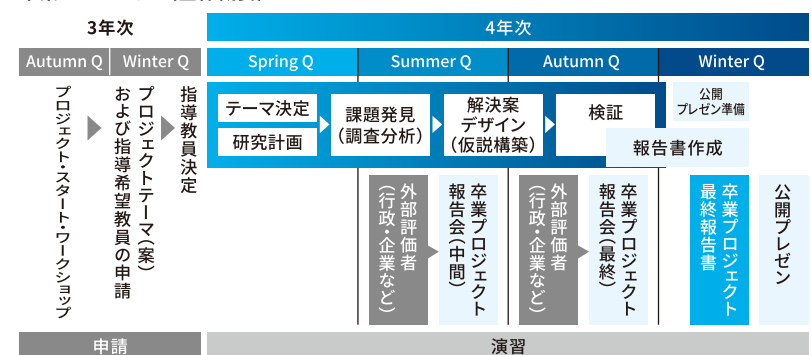 3年次
4年次
Autumn Q
Winter Q
Spring Q
Summer Q
Autumn Q
Winter Q
プロジェクト・スタート・ワークショップ
プロジェクトテーマ(案)
および指導希望教員の申請
指導教員決定
テーマ決定
研究計画
課題発見
(調査分析)
解決案
デザイン
(仮説構築)
検証
公開
プレゼン準備
報告書作成
外部評価者
(行政・企業など)
卒業プロジェクト
報告会(中間)
外部評価者
(行政・企業など)
卒業プロジェクト
報告会(最終)
卒業プロジェクト
最終報告書
公開プレゼン
申請
演習